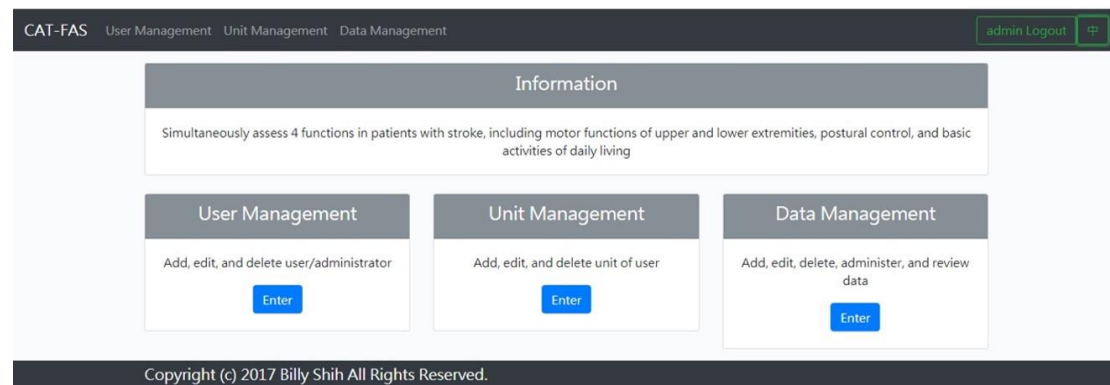 CAT-FAS User Management Unit Management Data Management admin Logout 中
Information
Simultaneously assess 4 functions in patients with stroke, including motor functions of upper and lower extremities, postural control, and basic
activities of daily living
User Management
Add, edit, and delete user/administrator
Enter
Unit Management
Add, edit, and delete unit of user
Enter
Data Management
Add, edit, delete, administer, and review
data
Enter
Copyright (c) 2017 Billy Shih All Rights Reserved.